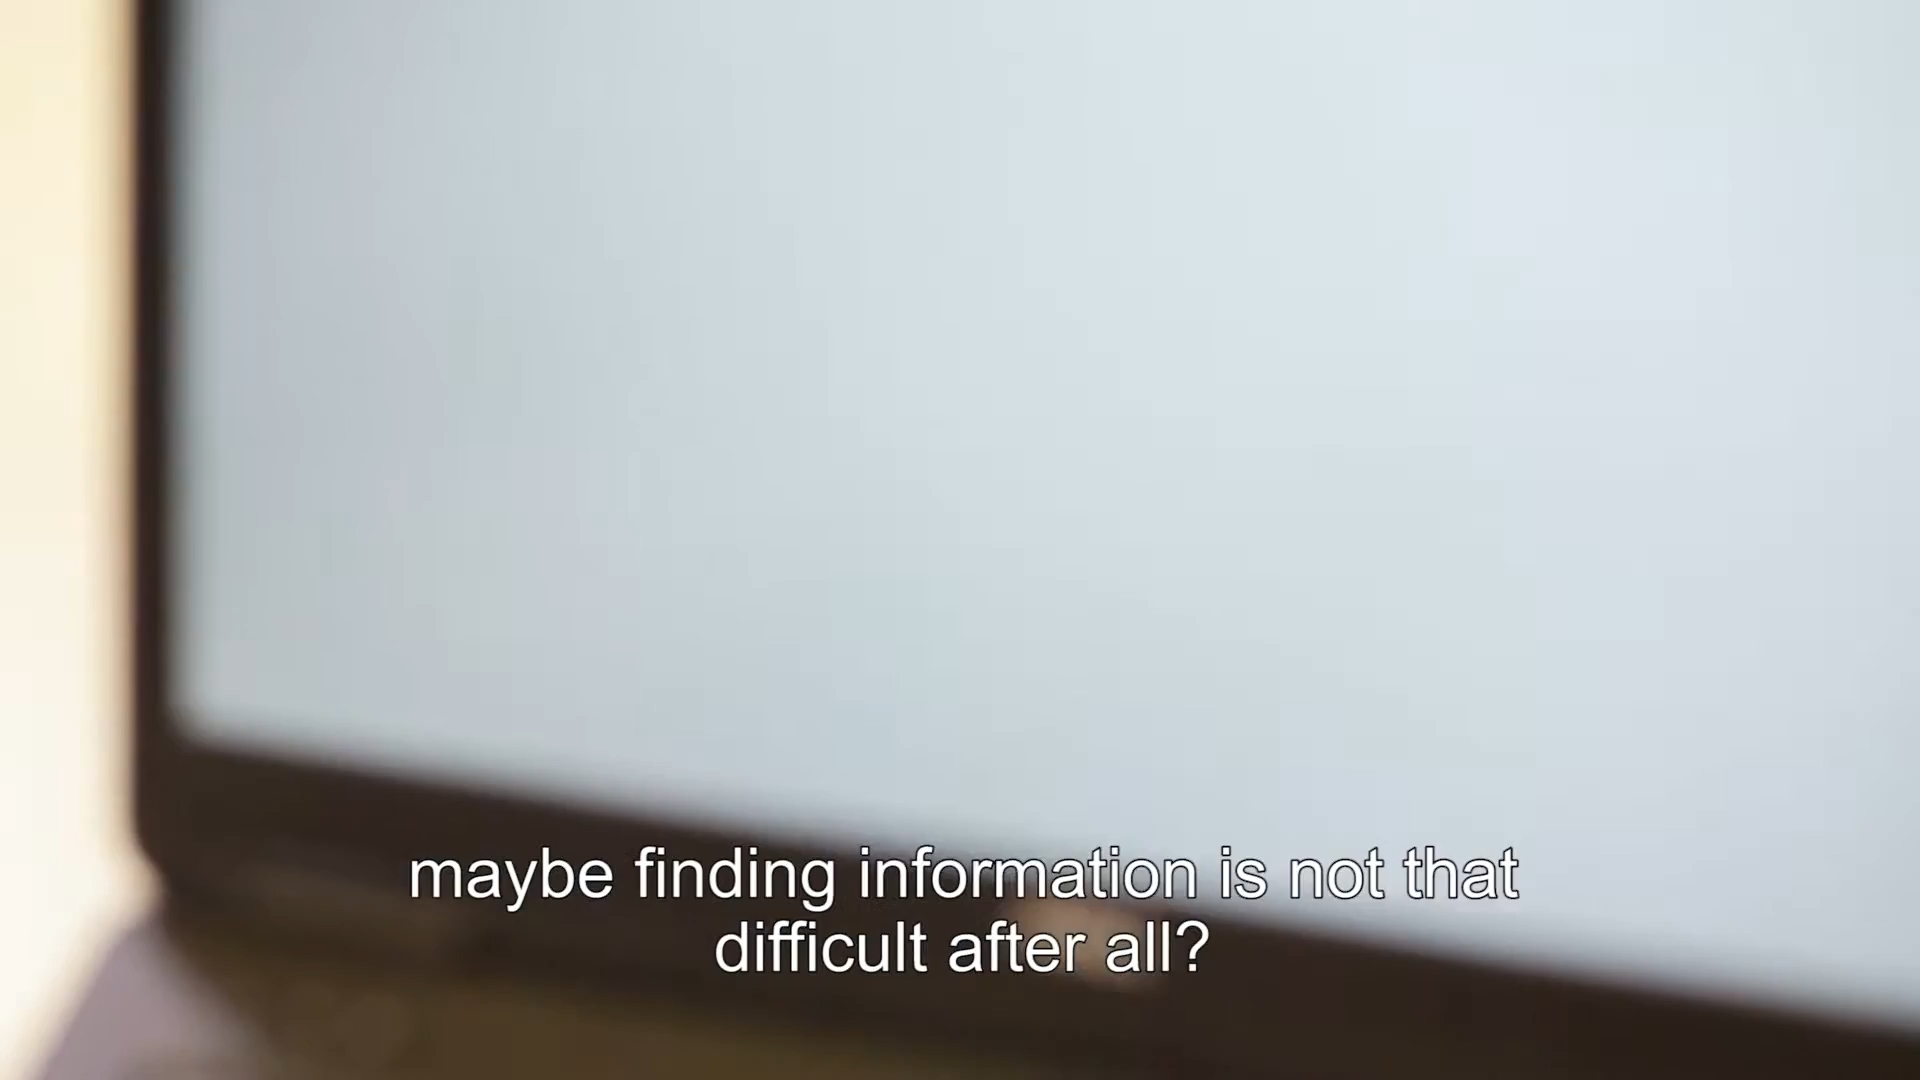 maybe finding information is not that
difficult after all?